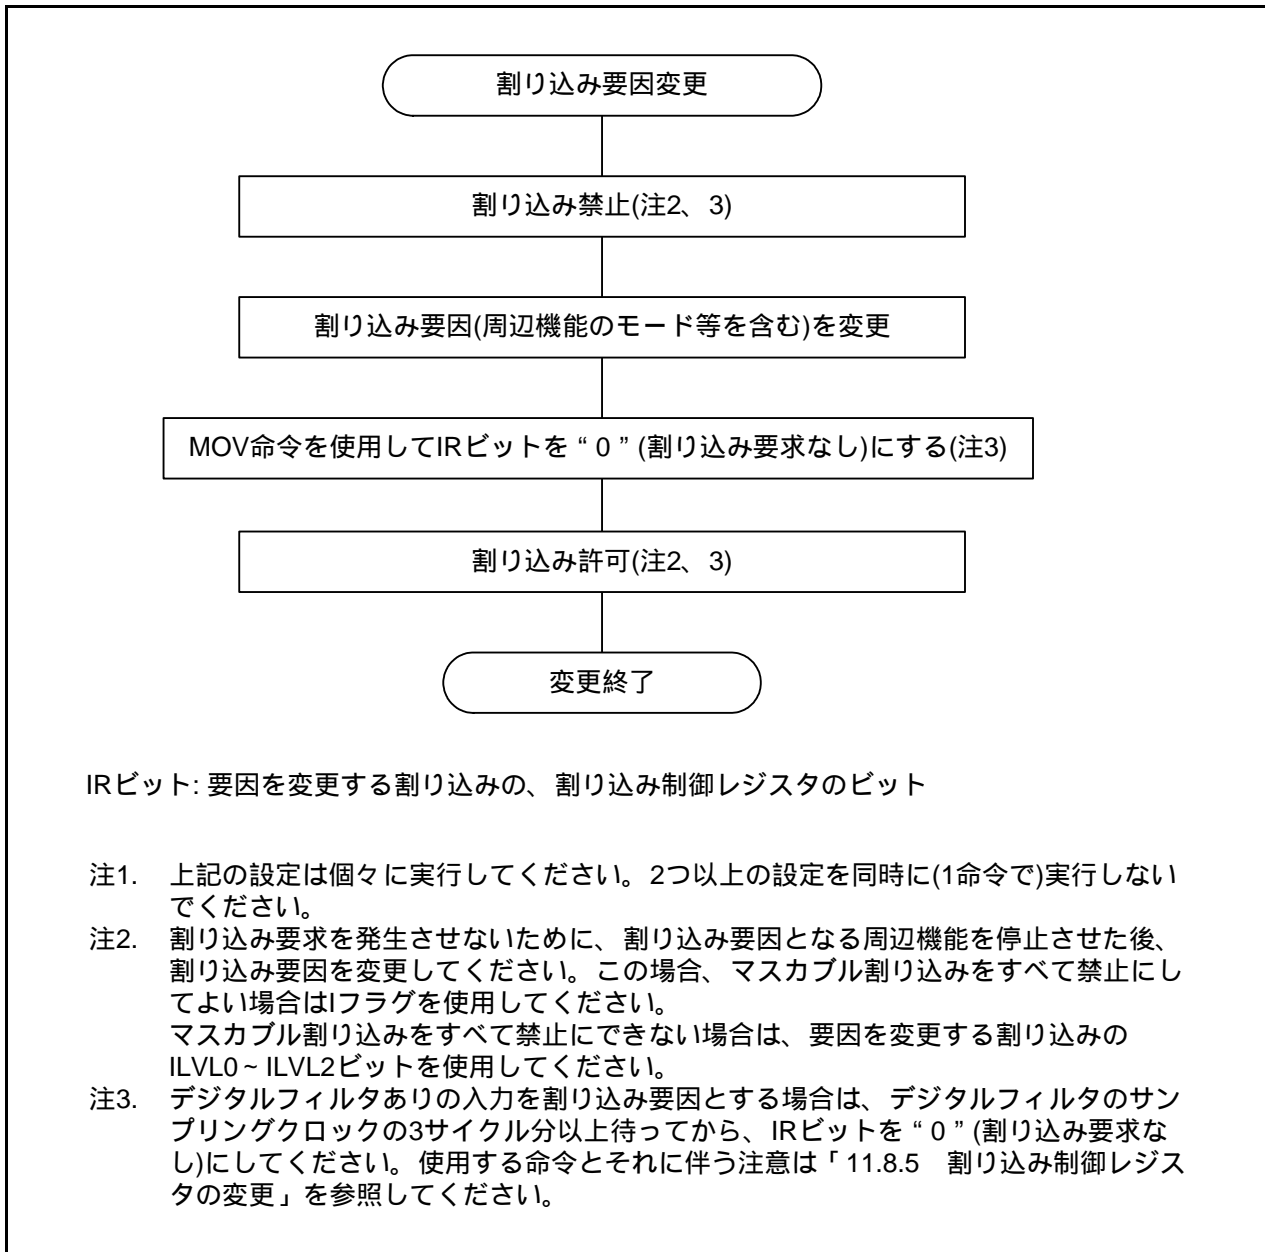 割り込み要因変更
割り込み禁止(注2、3)
割り込み要因(周辺機能のモード等を含む)を変更
MOV命令を使用してIRビットを“0”(割り込み要求なし)にする(注3)
割り込み許可(注2、3)
変更終了
IRビット: 要因を変更する割り込みの、割り込み制御レジスタのビット
注1. 上記の設定は個々に実行してください。2つ以上の設定を同時に(1命令で)実行しない
でください。
注2. 割り込み要求を発生させないために、割り込み要因となる周辺機能を停止させた後、
割り込み要因を変更してください。この場合、マスカブル割り込みをすべて禁止にし
てよい場合はIフラグを使用してください。
マスカブル割り込みをすべて禁止にできない場合は、要因を変更する割り込みの
ILVL0~ILVL2ビットを使用してください。
注3. デジタルフィルタありの入力を割り込み要因とする場合は、デジタルフィルタのサン
プリングクロックの3サイクル分以上待ってから、IRビットを“0”(割り込み要求な
し)にしてください。使用する命令とそれに伴う注意は「11.8.5 割り込み制御レジス
タの変更」を参照してください。